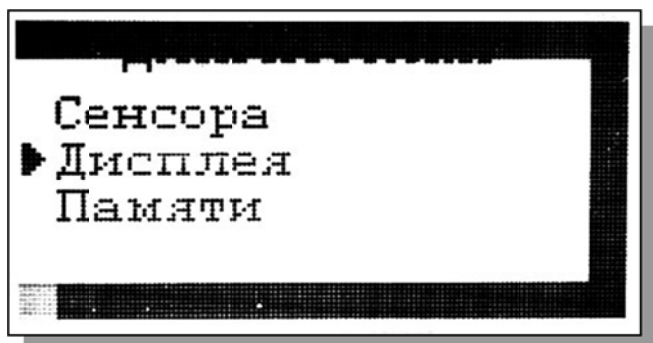 Сенсора
Дисплея
Памяти